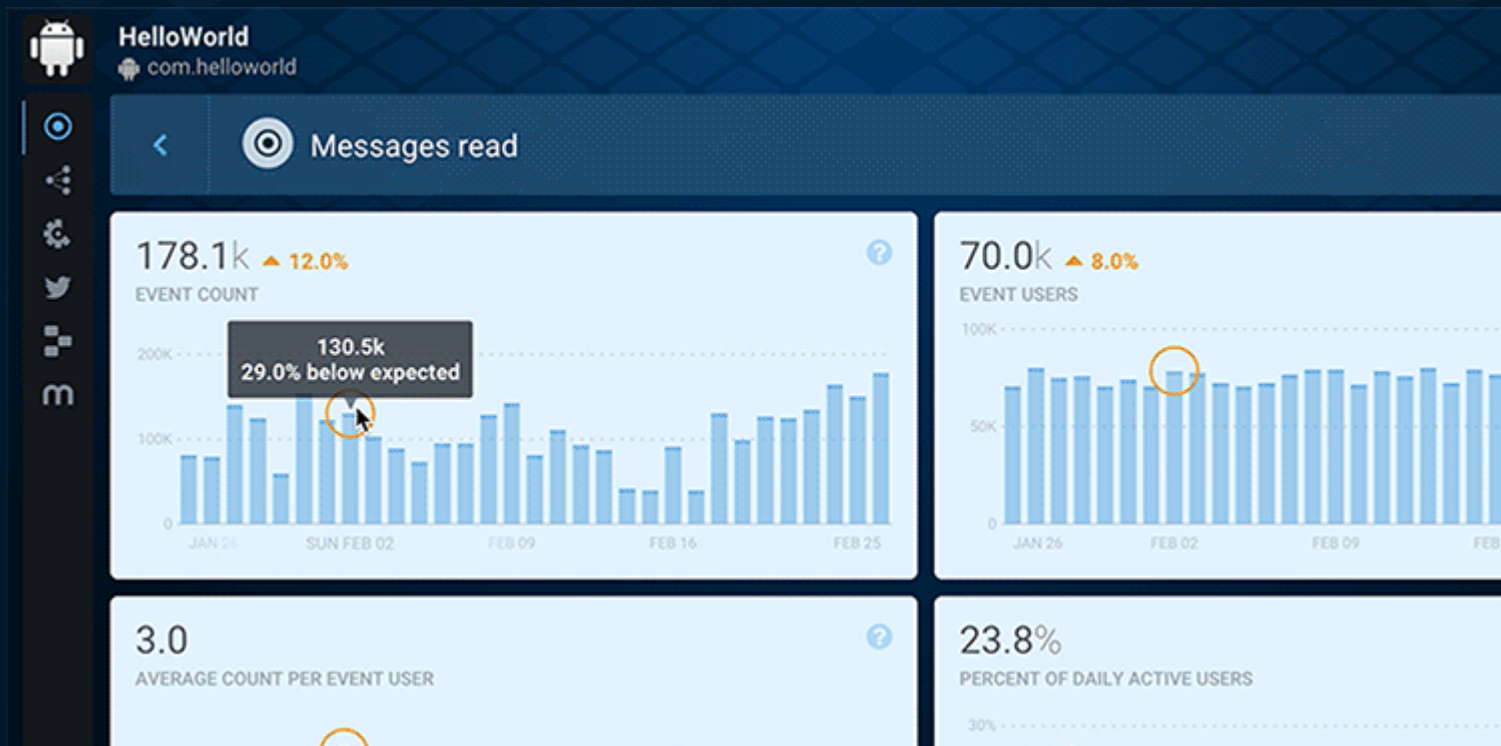 HelloWorld
com.helloworld
Messages read
178.1k 12.0%
EVENT COUNT
130.5k
29.0% below expected
200K
100K
0
JAN 26 SUN FEB 02 FEB 09 FEB 16 FEB 25
70.0k 8.0%
EVENT USERS
100K
50K
0
JAN 26 FEB 02 FEB 09 FEB
3.0
AVERAGE COUNT PER EVENT USER
23.8%
PERCENT OF DAILY ACTIVE USERS
30%